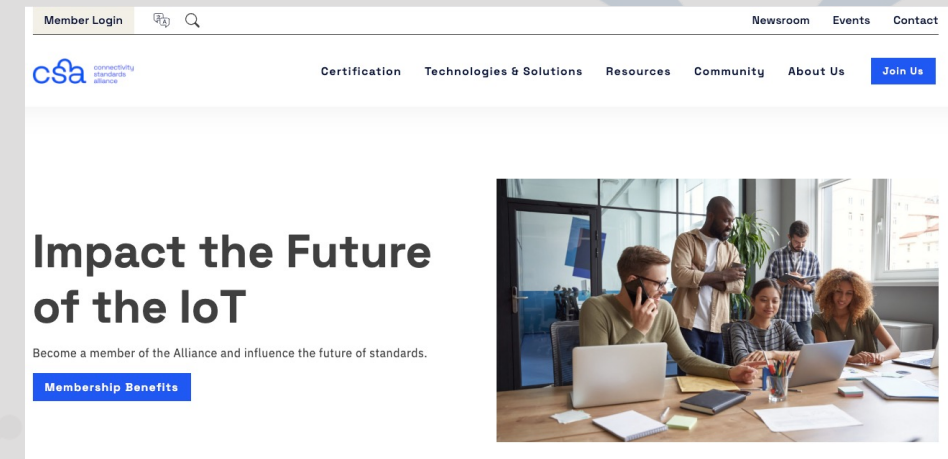 Member Login
Newsroom Events Contact
csa connectivity
standards
alliance
Certification Technologies & Solutions Resources Community About Us Join Us
Impact the Future
of the IoT
Become a member of the Alliance and influence the future of standards.
Membership Benefits